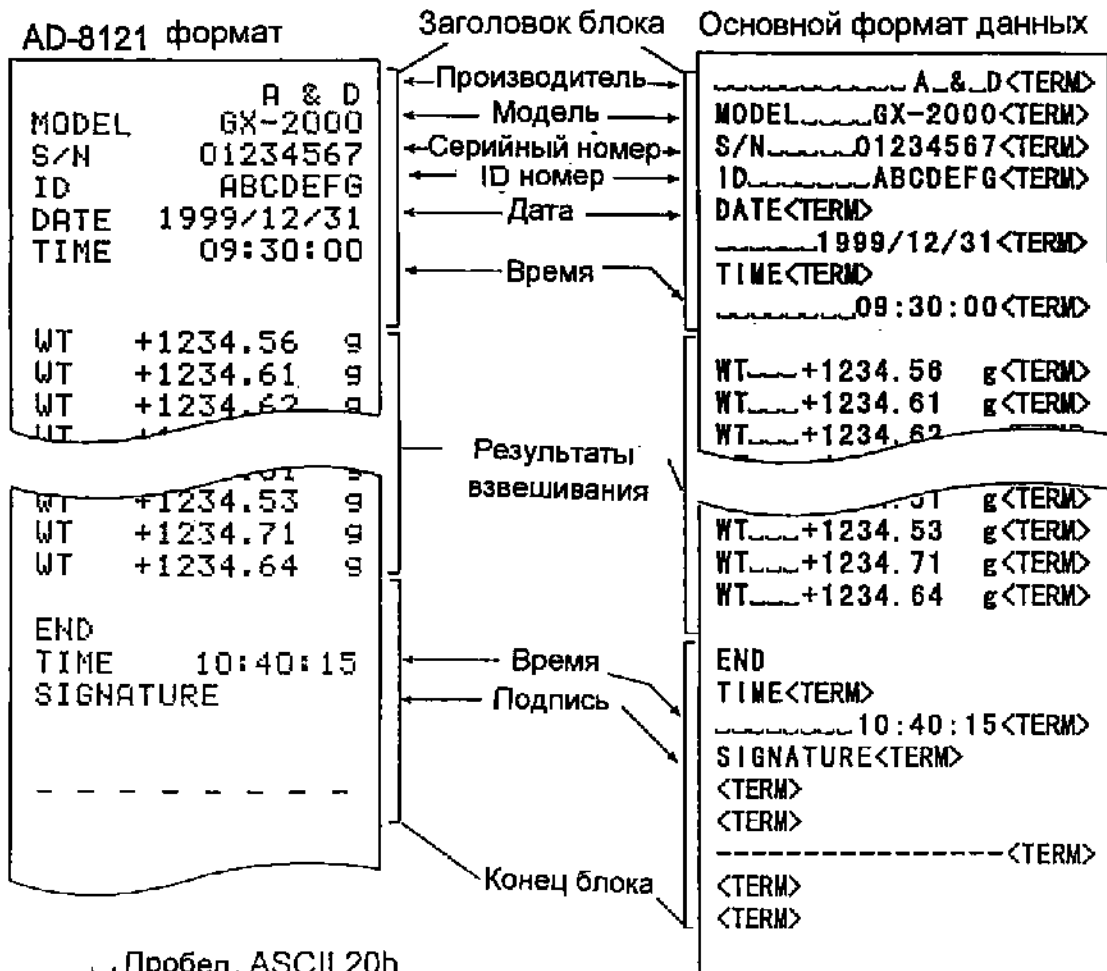 AD-8121 формат
A & D
MODEL GX-2000
S/N 01234567
ID ABCDEFG
DATE 1999/12/31
TIME 09:30:00
WT +1234.56 g
WT +1234.61 g
WT +1234.62 g
WT +1234.53 g
WT +1234.71 g
WT +1234.64 g
END
TIME 10:40:15
SIGNATURE
- - - - - - - - -
Заголовок блока
Производитель
Модель
Серийный номер
ID номер
Дата
Время
Результаты
взвешивания
Время
Подпись
Конец блока
Основной формат данных
␣␣␣␣␣␣␣␣␣␣␣␣␣A␣&␣D<TERM>
MODEL␣␣␣␣GX-2000<TERM>
S/N␣␣␣␣␣01234567<TERM>
ID␣␣␣␣␣␣␣ABCDEFG<TERM>
DATE<TERM>
␣␣␣␣␣␣1999/12/31<TERM>
TIME<TERM>
␣␣␣␣␣␣␣␣09:30:00<TERM>
WT␣␣␣+1234.56 g<TERM>
WT␣␣␣+1234.61 g<TERM>
WT␣␣␣+1234.62
WT␣␣␣+1234.53 g<TERM>
WT␣␣␣+1234.71 g<TERM>
WT␣␣␣+1234.64 g<TERM>
END
TIME<TERM>
␣␣␣␣␣␣␣␣10:40:15<TERM>
SIGNATURE<TERM>
<TERM>
<TERM>
----------------<TERM>
<TERM>
<TERM>
␣ Пробел, ASCII 20h